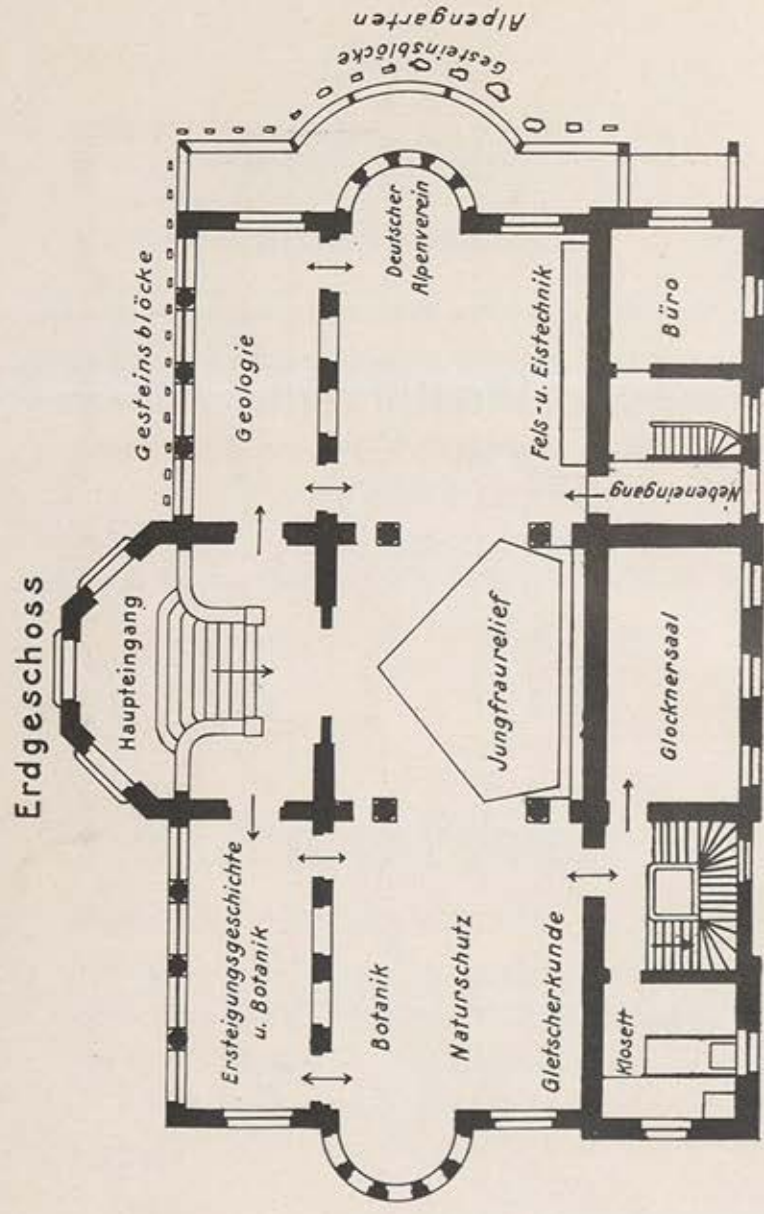 Erdgeschoss
Haupteingang
Gesteinsblöcke
Gesteinsblöcke
Alpengarten
Ersteigungsgeschichte
u. Botanik
Geologie
Botanik
Naturschutz
Gletscherkunde
Jungfraurelief
Deutscher
Alpenverein
Fels- u. Eistechnik
Klosett
Glocknersaal
Nebeneingang
Büro